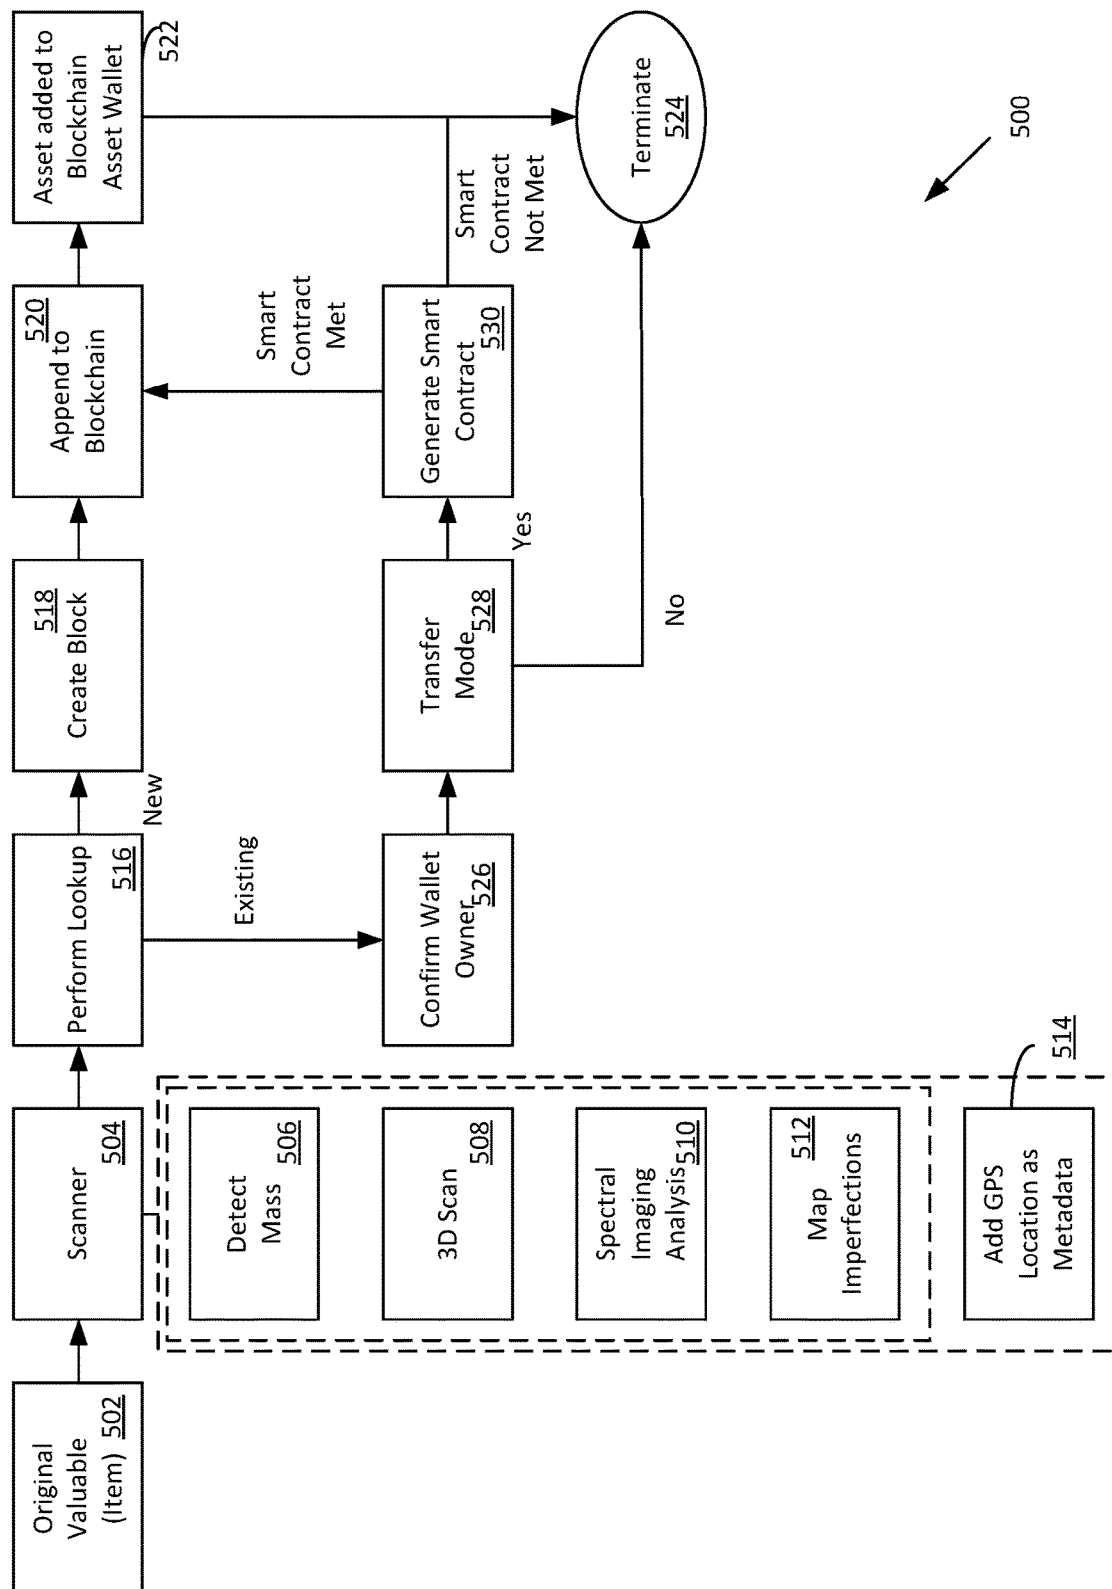 Original
Valuable
(Item) 502
Scanner
504
Perform Lookup
516
New
Create Block
518
Append to
Blockchain
520
Asset added to
Blockchain
Asset Wallet
522
Existing
Smart
Contract
Met
Detect
Mass
506
3D Scan
508
Spectral
Imaging
Analysis 510
Map
Imperfections
512
Add GPS
Location as
Metadata
514
Confirm Wallet
Owner 526
Transfer
Mode 528
Yes
No
Generate Smart
Contract 530
Smart
Contract
Not Met
Terminate
524
500